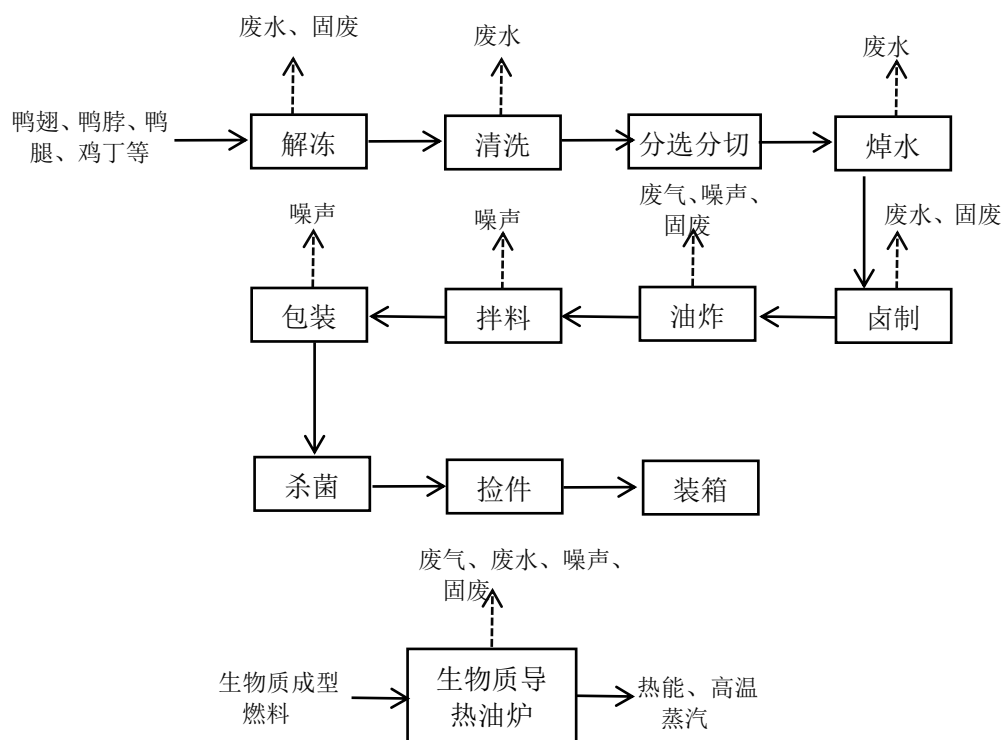 废水、固废
废水
废水
鸭翅、鸭脖、鸭
腿、鸡丁等
解冻
清洗
分选分切
焯水
噪声
噪声
废气、噪声、
固废
废水、固废
包装
拌料
油炸
卤制
杀菌
捡件
装箱
废气、废水、噪声、
固废
生物质成型
燃料
生物质导
热油炉
热能、高温
蒸汽